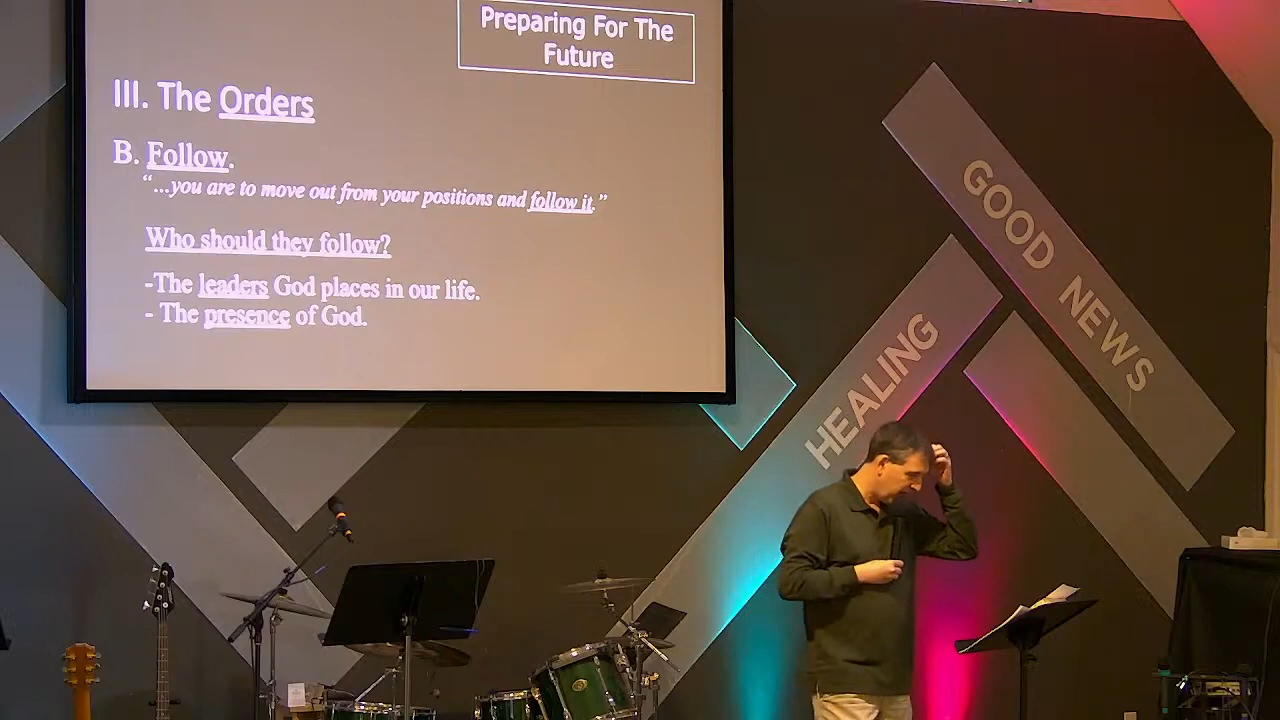 Preparing For The
Future
III. The Orders
B. Follow.
“...you are to move out from your positions and follow it.”
Who should they follow?
-The leaders God places in our life.
- The presence of God.
GOOD NEWS
HEALING